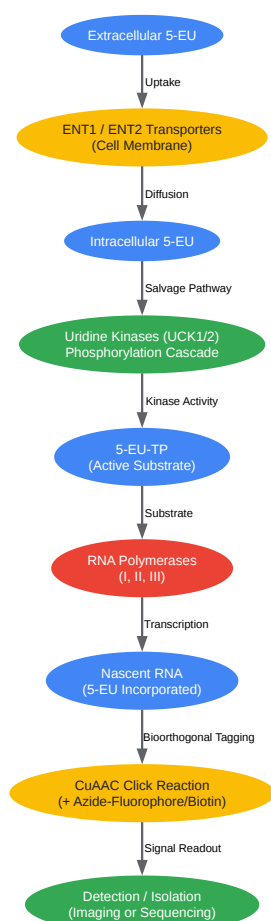 Extracellular 5-EU
Uptake
ENT1 / ENT2 Transporters
(Cell Membrane)
Diffusion
Intracellular 5-EU
Salvage Pathway
Uridine Kinases (UCK1/2)
Phosphorylation Cascade
Kinase Activity
5-EU-TP
(Active Substrate)
Substrate
RNA Polymerases
(I, II, III)
Transcription
Nascent RNA
(5-EU Incorporated)
Bioorthogonal Tagging
CuAAC Click Reaction
(+ Azide-Fluorophore/Biotin)
Signal Readout
Detection / Isolation
(Imaging or Sequencing)